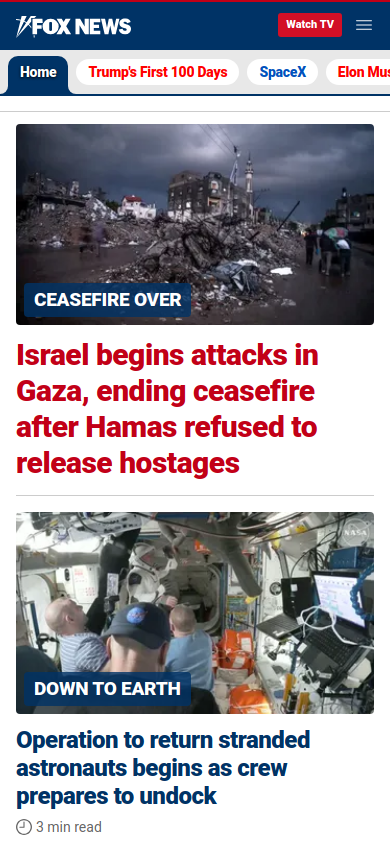 FOX NEWS
Watch TV
Home
Trump's First 100 Days
SpaceX
Elon Mus
CEASEFIRE OVER
Israel begins attacks in
Gaza, ending ceasefire
after Hamas refused to
release hostages
NASA
DOWN TO EARTH
Operation to return stranded
astronauts begins as crew
prepares to undock
3 min read